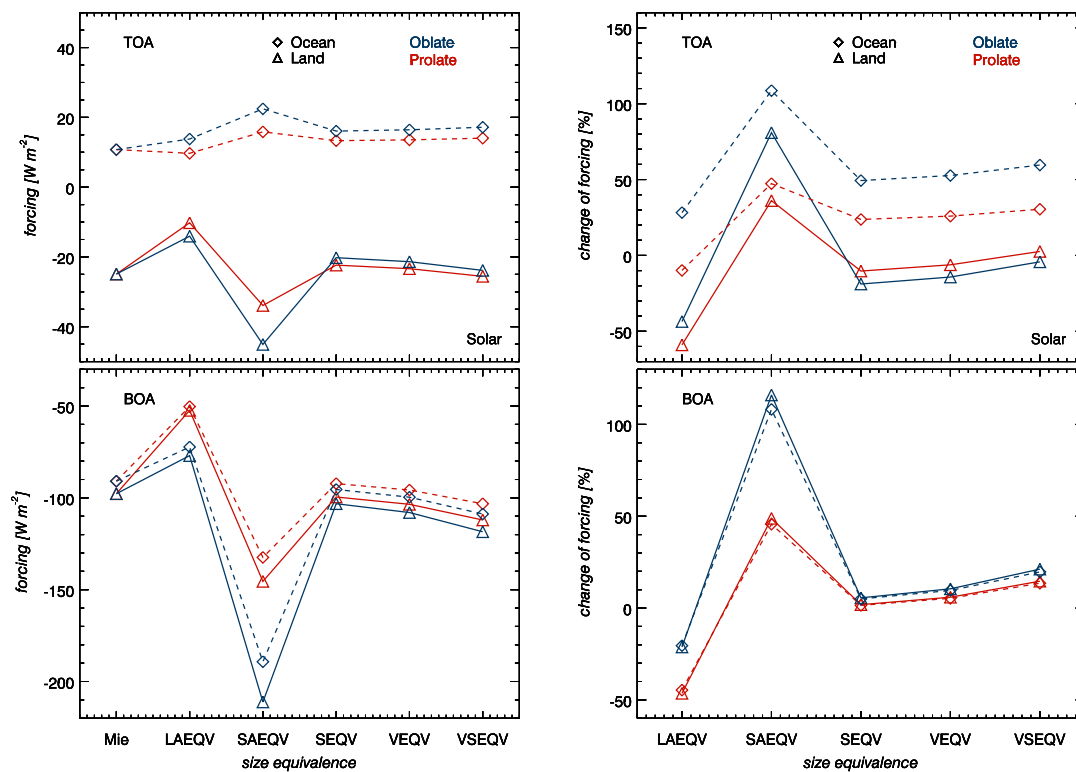 TOA
Ocean
Oblate
Land
Prolate
40
20
0
-20
-40
forcing [W m-2]
Solar
TOA
Ocean
Oblate
Land
Prolate
150
100
50
0
-50
change of forcing [%]
Solar
BOA
-50
-100
-150
-200
forcing [W m-2]
Mie LAEQV SAEQV SEQV VEQV VSEQV
size equivalence
BOA
100
50
0
-50
change of forcing [%]
LAEQV SAEQV SEQV VEQV VSEQV
size equivalence